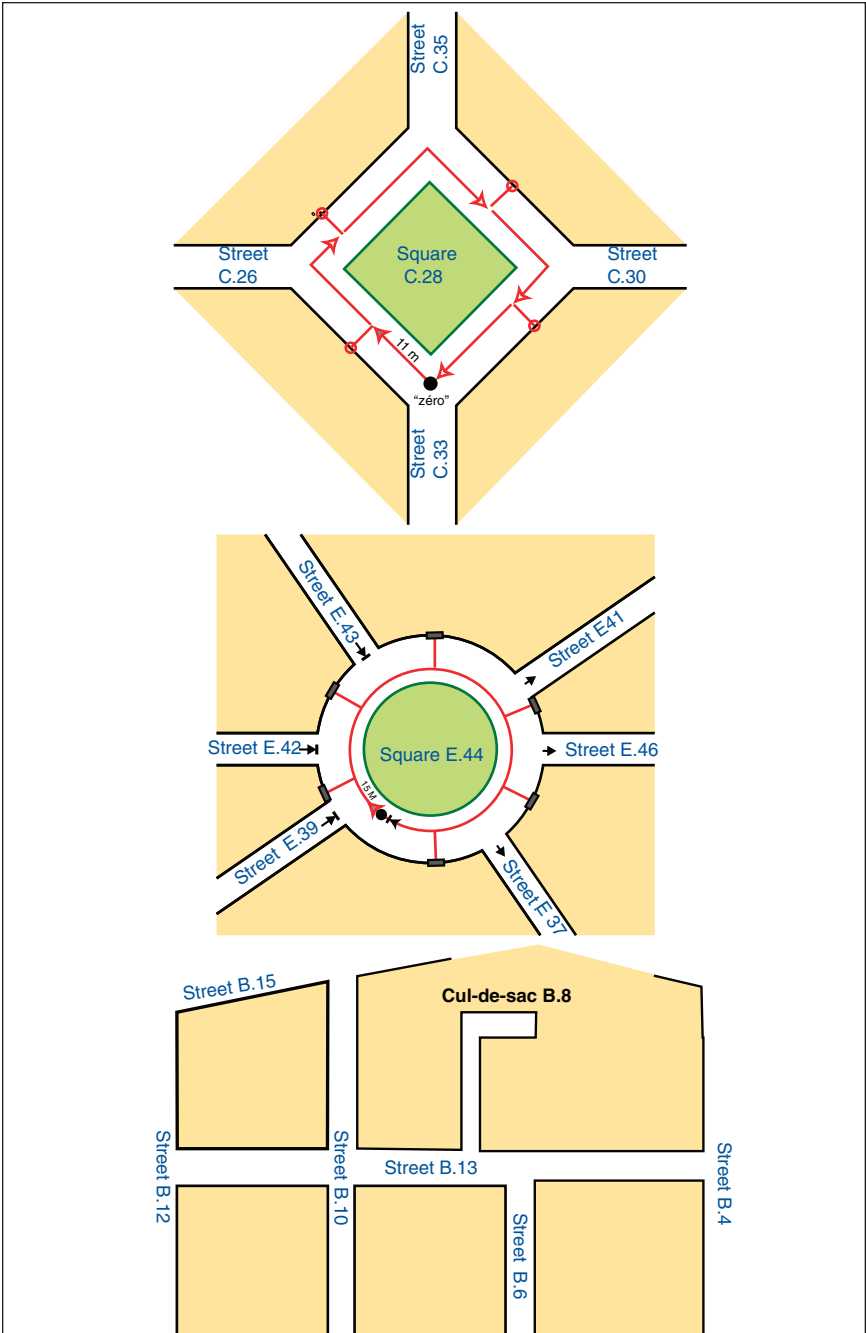 Street
C.35
Street
C.26
Square
C.28
Street
C.30
11 m
“zéro”
Street
C.33
Street E.43
Street E41
Street E.42
Square E.44
Street E.46
15 M
Street E.39
Street E 37
Street B.15
Cul-de-sac B.8
Street B.12
Street B.10
Street B.13
Street B.6
Street B.4